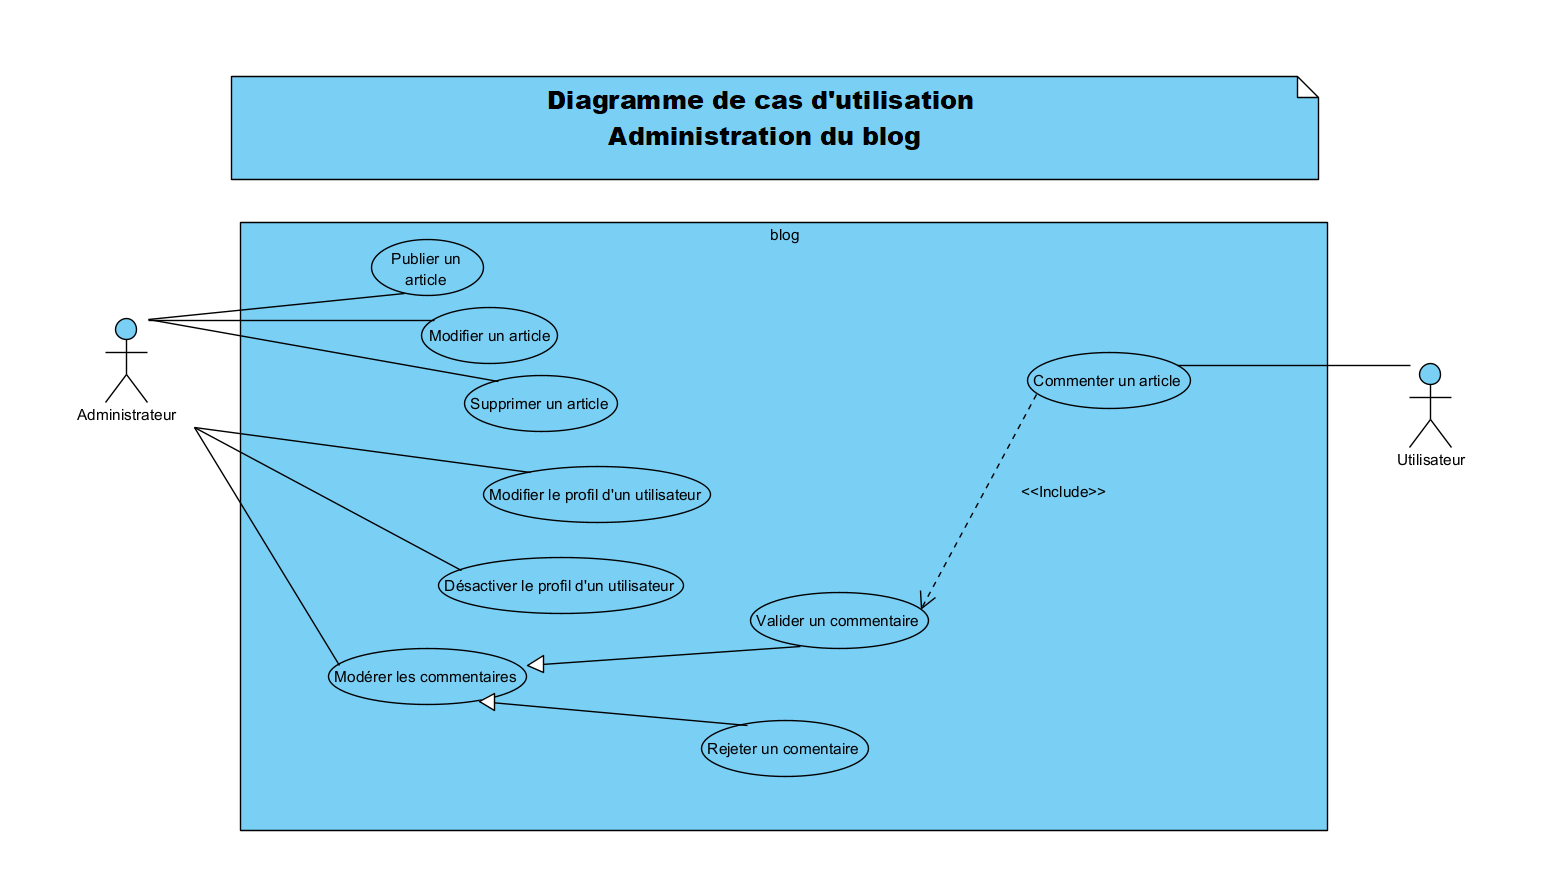 Diagramme de cas d'utilisation
Administration du blog
blog
Publier un
article
Modifier un article
Supprimer un article
Administrateur
Commenter un article
Utilisateur
Modifier le profil d'un utilisateur
<<Include>>
Désactiver le profil d'un utilisateur
Valider un commentaire
Modérer les commentaires
Rejeter un comentaire